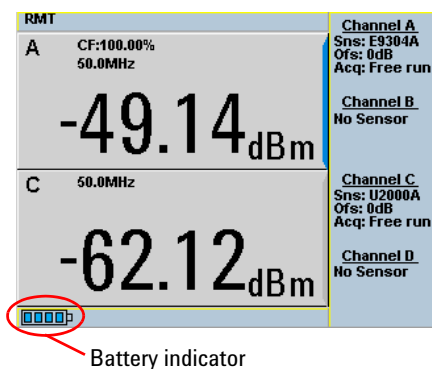 RMT
A CF:100.00%
50.0MHz
-49.14dBm
C 50.0MHz
-62.12dBm
Channel A
Sns: E9304A
Ofs: 0dB
Acq: Free run
Channel B
No Sensor
Channel C
Sns: U2000A
Ofs: 0dB
Acq: Free run
Channel D
No Sensor
Battery indicator